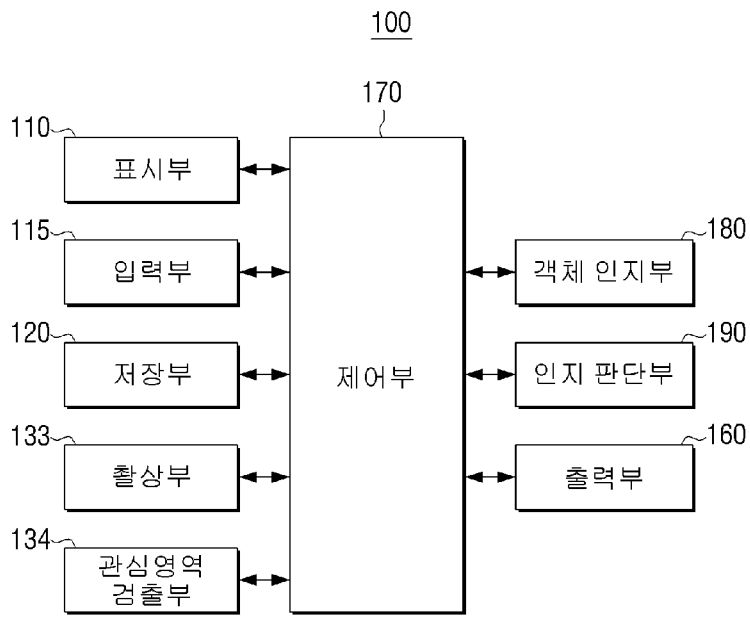 100
170
110
표시부
115
입력부
120
저장부
133
촬상부
134
관심영역
검출부
제어부
180
객체 인지부
190
인지 판단부
160
출력부